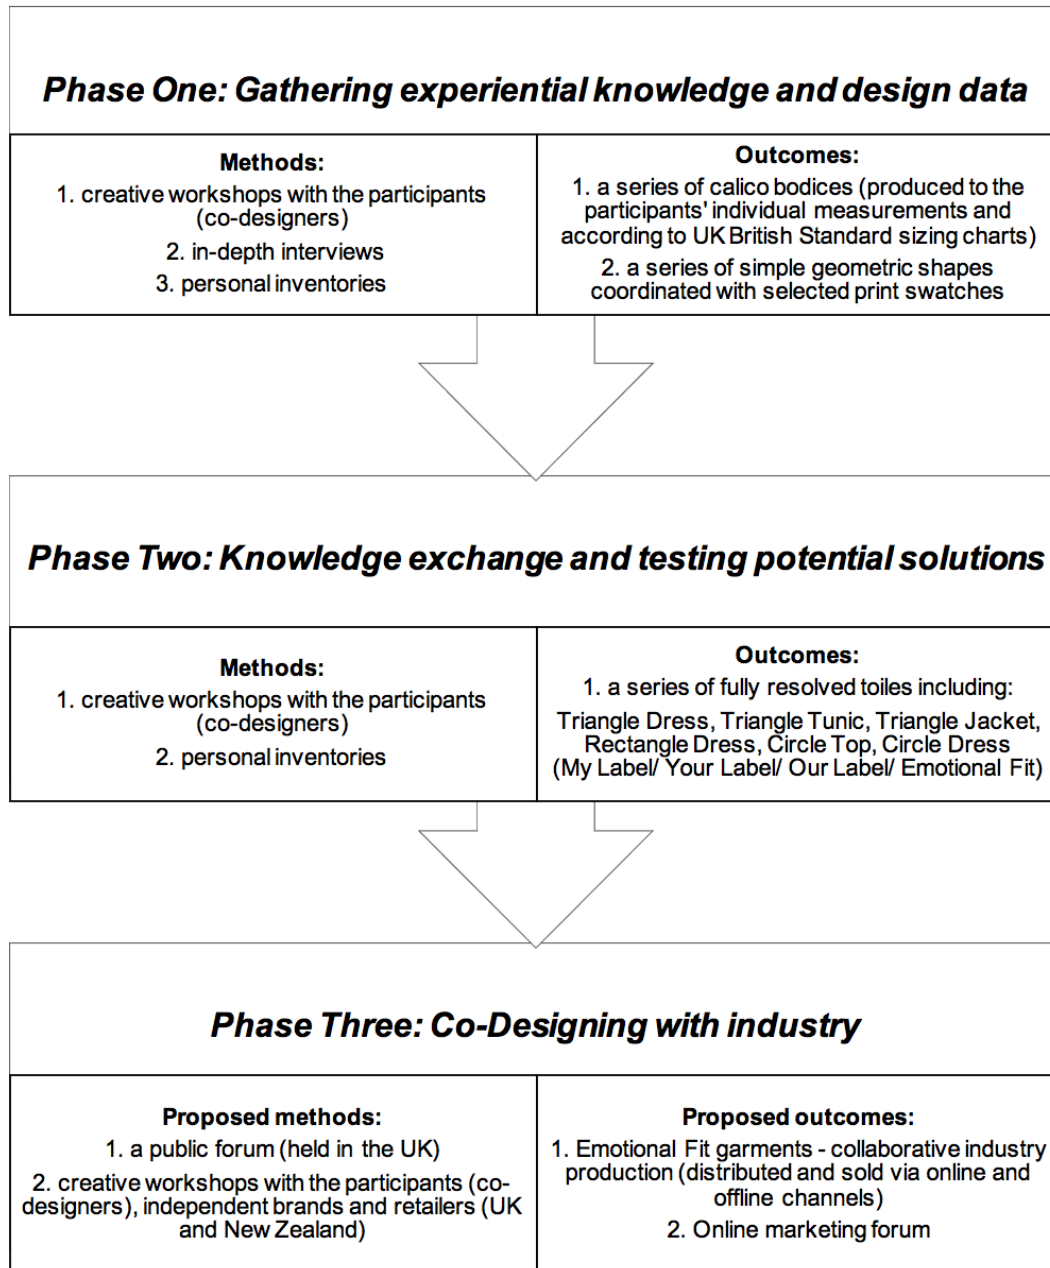 Phase One: Gathering experiential knowledge and design data
Methods:
1. creative workshops with the participants
(co-designers)
2. in-depth interviews
3. personal inventories
Outcomes:
1. a series of calico bodices (produced to the
participants' individual measurements and
according to UK British Standard sizing charts)
2. a series of simple geometric shapes
coordinated with selected print swatches
Phase Two: Knowledge exchange and testing potential solutions
Methods:
1. creative workshops with the participants
(co-designers)
2. personal inventories
Outcomes:
1. a series of fully resolved toiles including:
Triangle Dress, Triangle Tunic, Triangle Jacket,
Rectangle Dress, Circle Top, Circle Dress
(My Label/ Your Label/ Our Label/ Emotional Fit)
Phase Three: Co-Designing with industry
Proposed methods:
1. a public forum (held in the UK)
2. creative workshops with the participants (co-
designers), independent brands and retailers (UK
and New Zealand)
Proposed outcomes:
1. Emotional Fit garments - collaborative industry
production (distributed and sold via online and
offline channels)
2. Online marketing forum